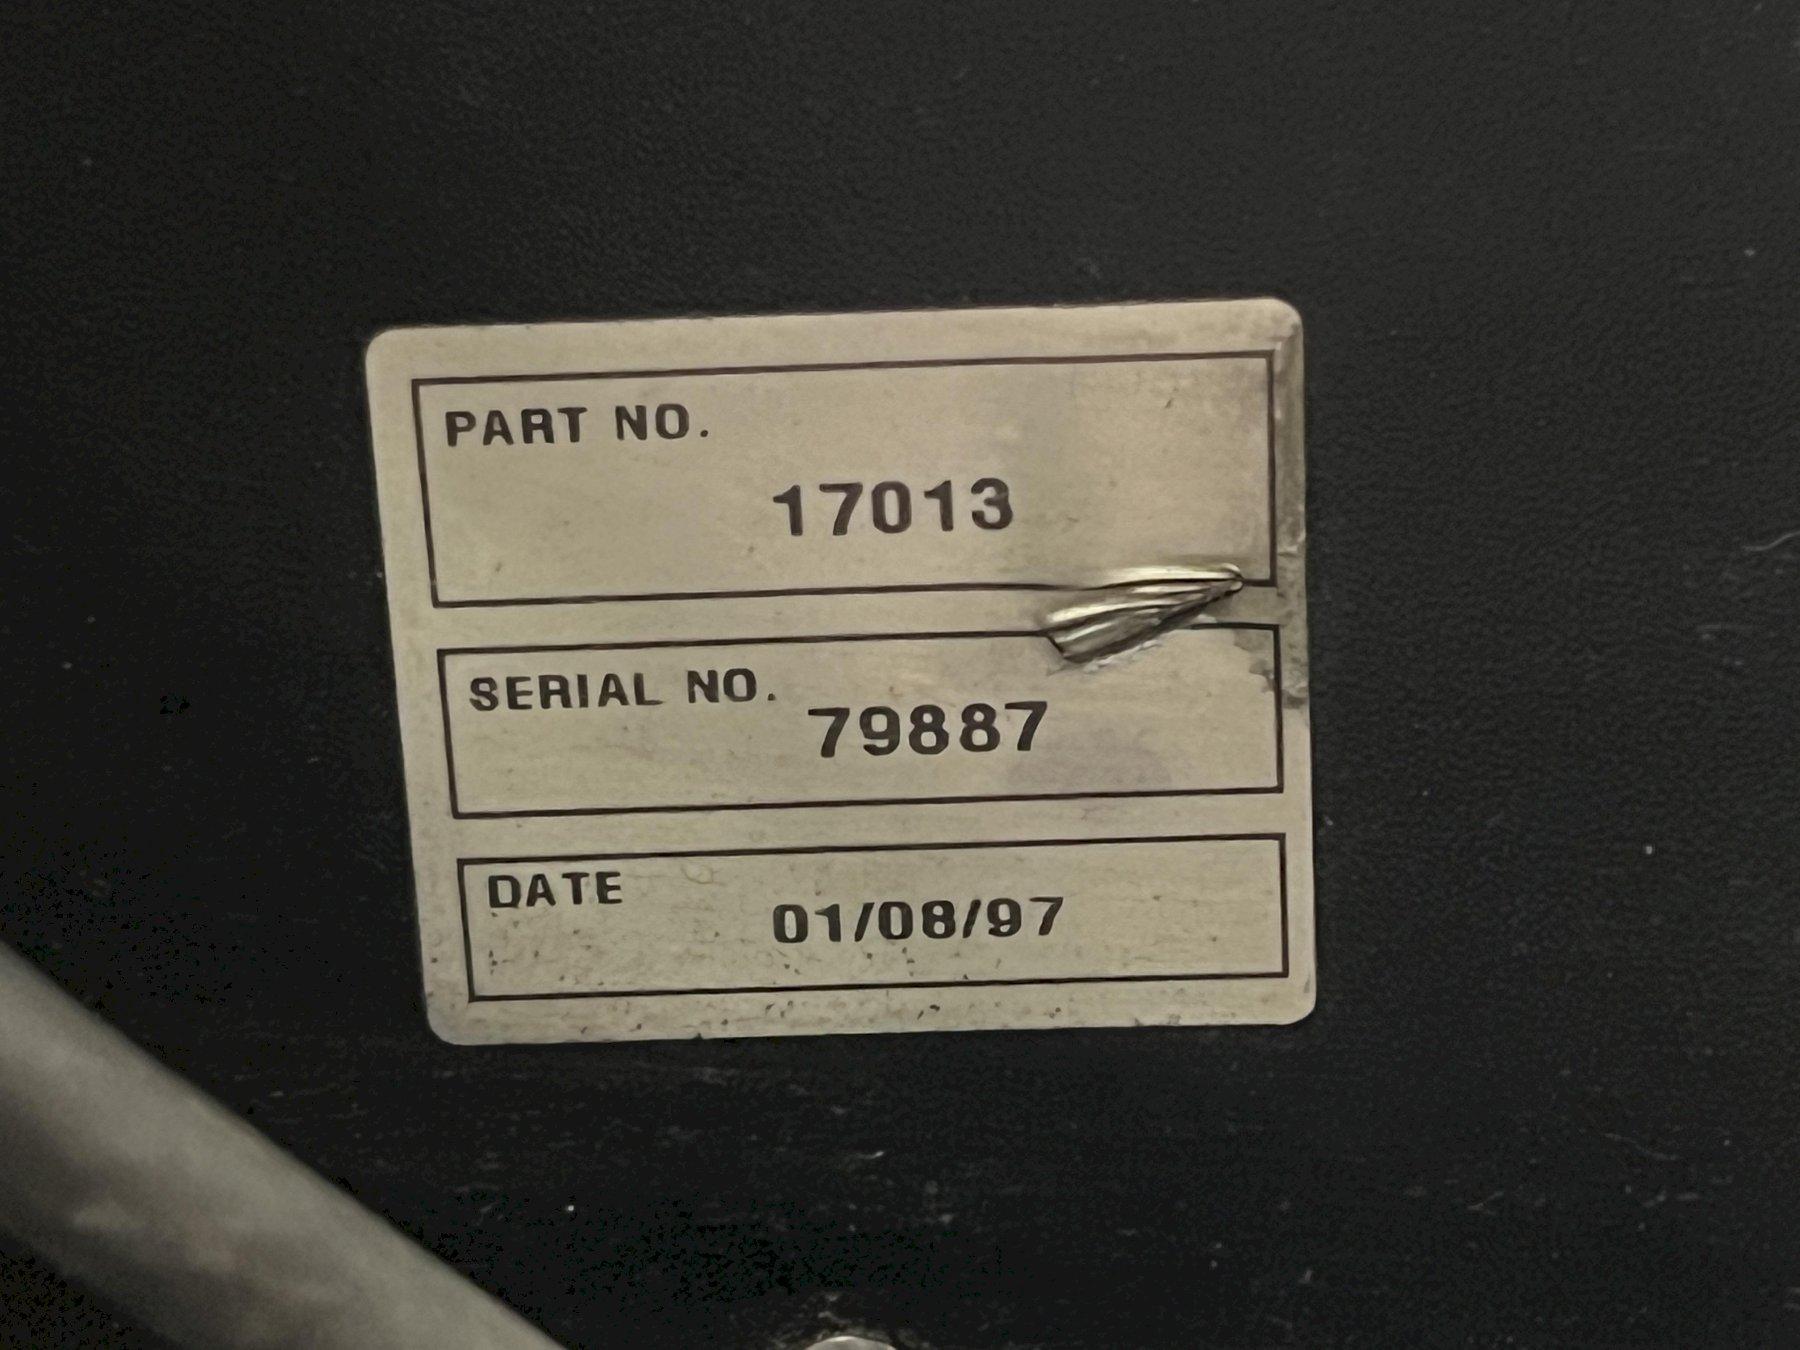 PART NO.
17013
SERIAL NO.
79887
DATE
01/08/97